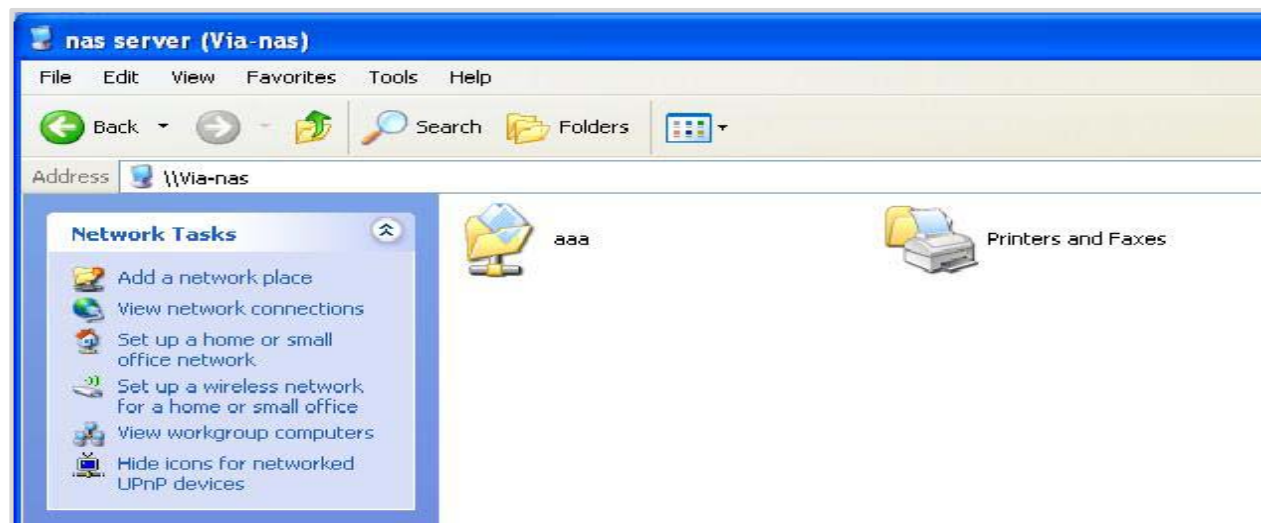 nas server (Via-nas)
File Edit View Favorites Tools Help
Back Search Folders
Address \\Via-nas
Network Tasks
Add a network place
View network connections
Set up a home or small
office network
Set up a wireless network
for a home or small office
View workgroup computers
Hide icons for networked
UPnP devices
aaa
Printers and Faxes